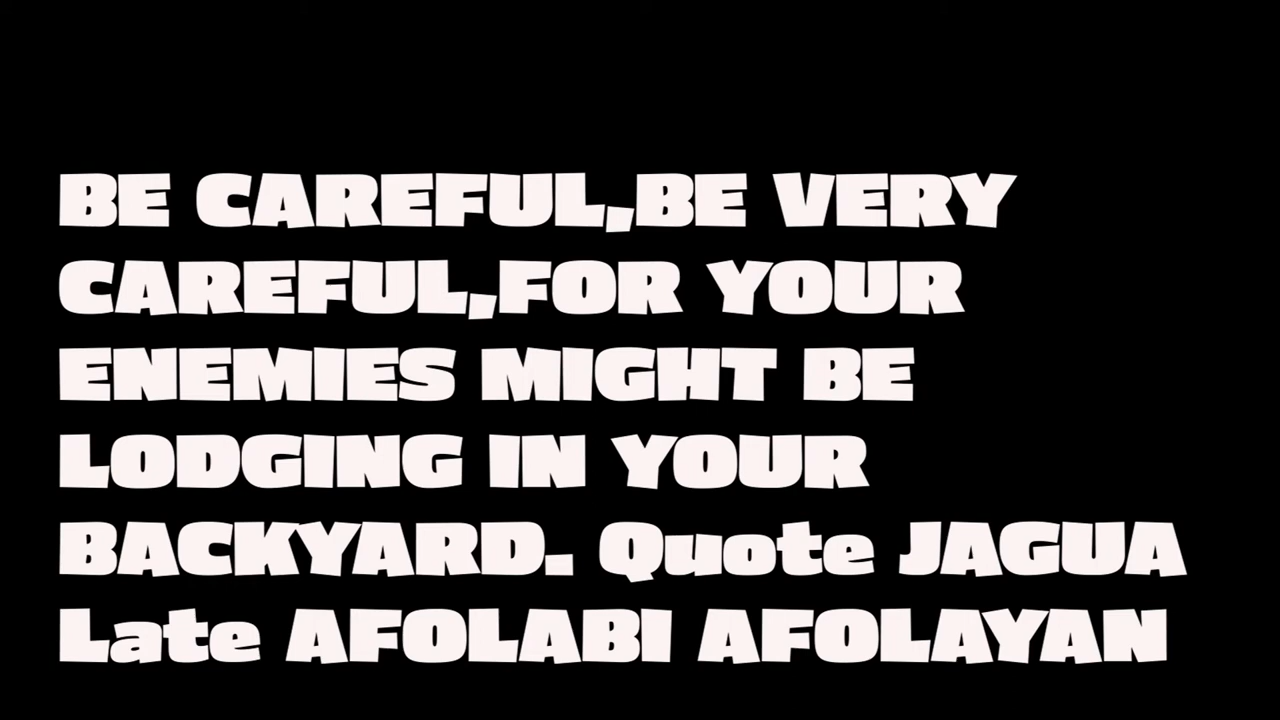 BE CAREFUL,BE VERY
CAREFUL,FOR YOUR
ENEMIES MIGHT BE
LODGING IN YOUR
BACKYARD. Quote JAGUA
Late AFOLABI AFOLAYAN